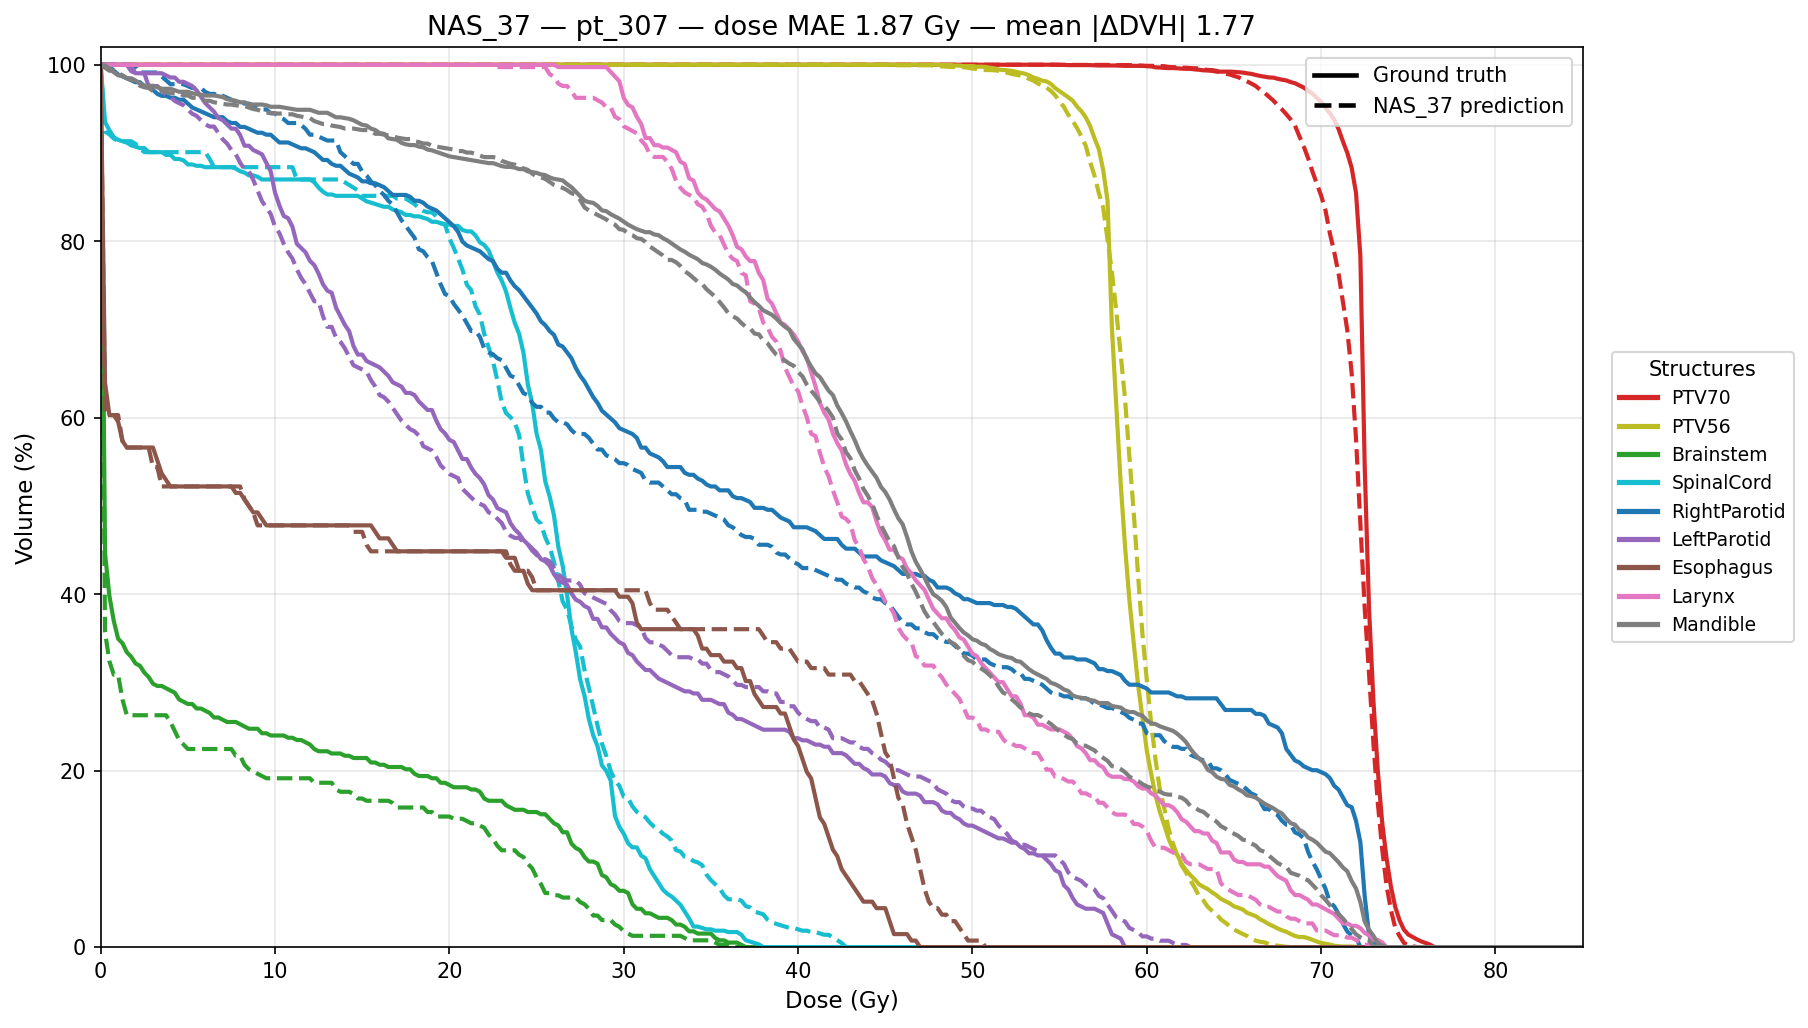 NAS_37 — pt_307 — dose MAE 1.87 Gy — mean |ΔDVH| 1.77
Ground truth
NAS_37 prediction
Volume (%)
100
80
60
40
20
0
0
10
20
30
40
50
60
70
80
Dose (Gy)
Structures
PTV70
PTV56
Brainstem
SpinalCord
RightParotid
LeftParotid
Esophagus
Larynx
Mandible